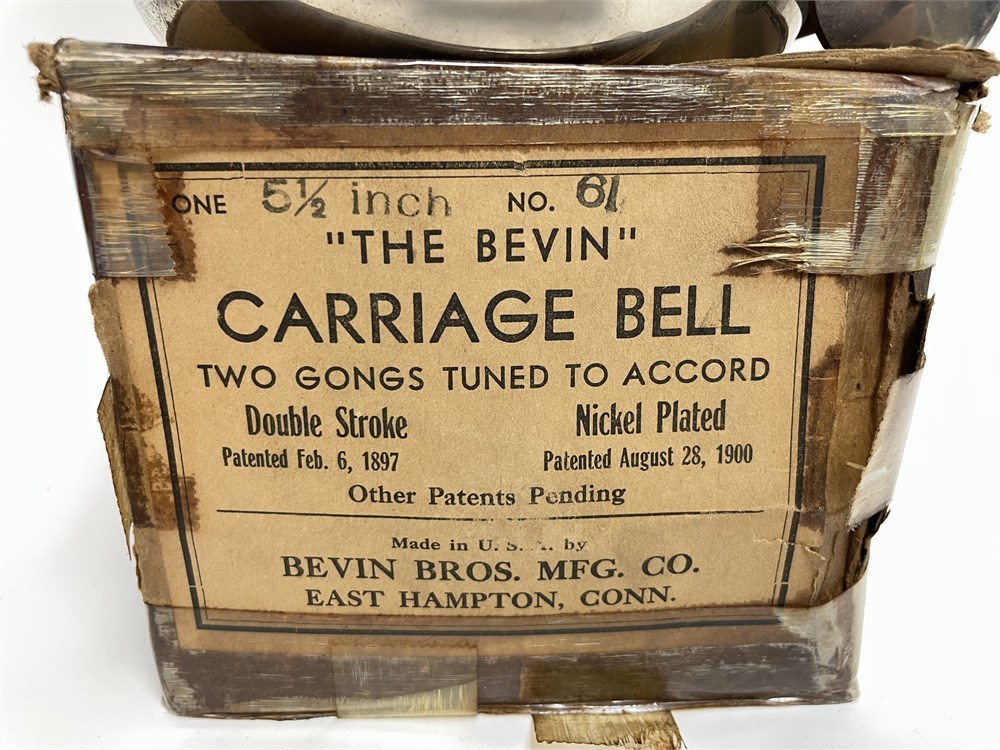 ONE 5½ inch NO. 61
"THE BEVIN"
CARRIAGE BELL
TWO GONGS TUNED TO ACCORD
Double Stroke Nickel Plated
Patented Feb. 6, 1897 Patented August 28, 1900
Other Patents Pending
Made in U. S. A. by
BEVIN BROS. MFG. CO.
EAST HAMPTON, CONN.